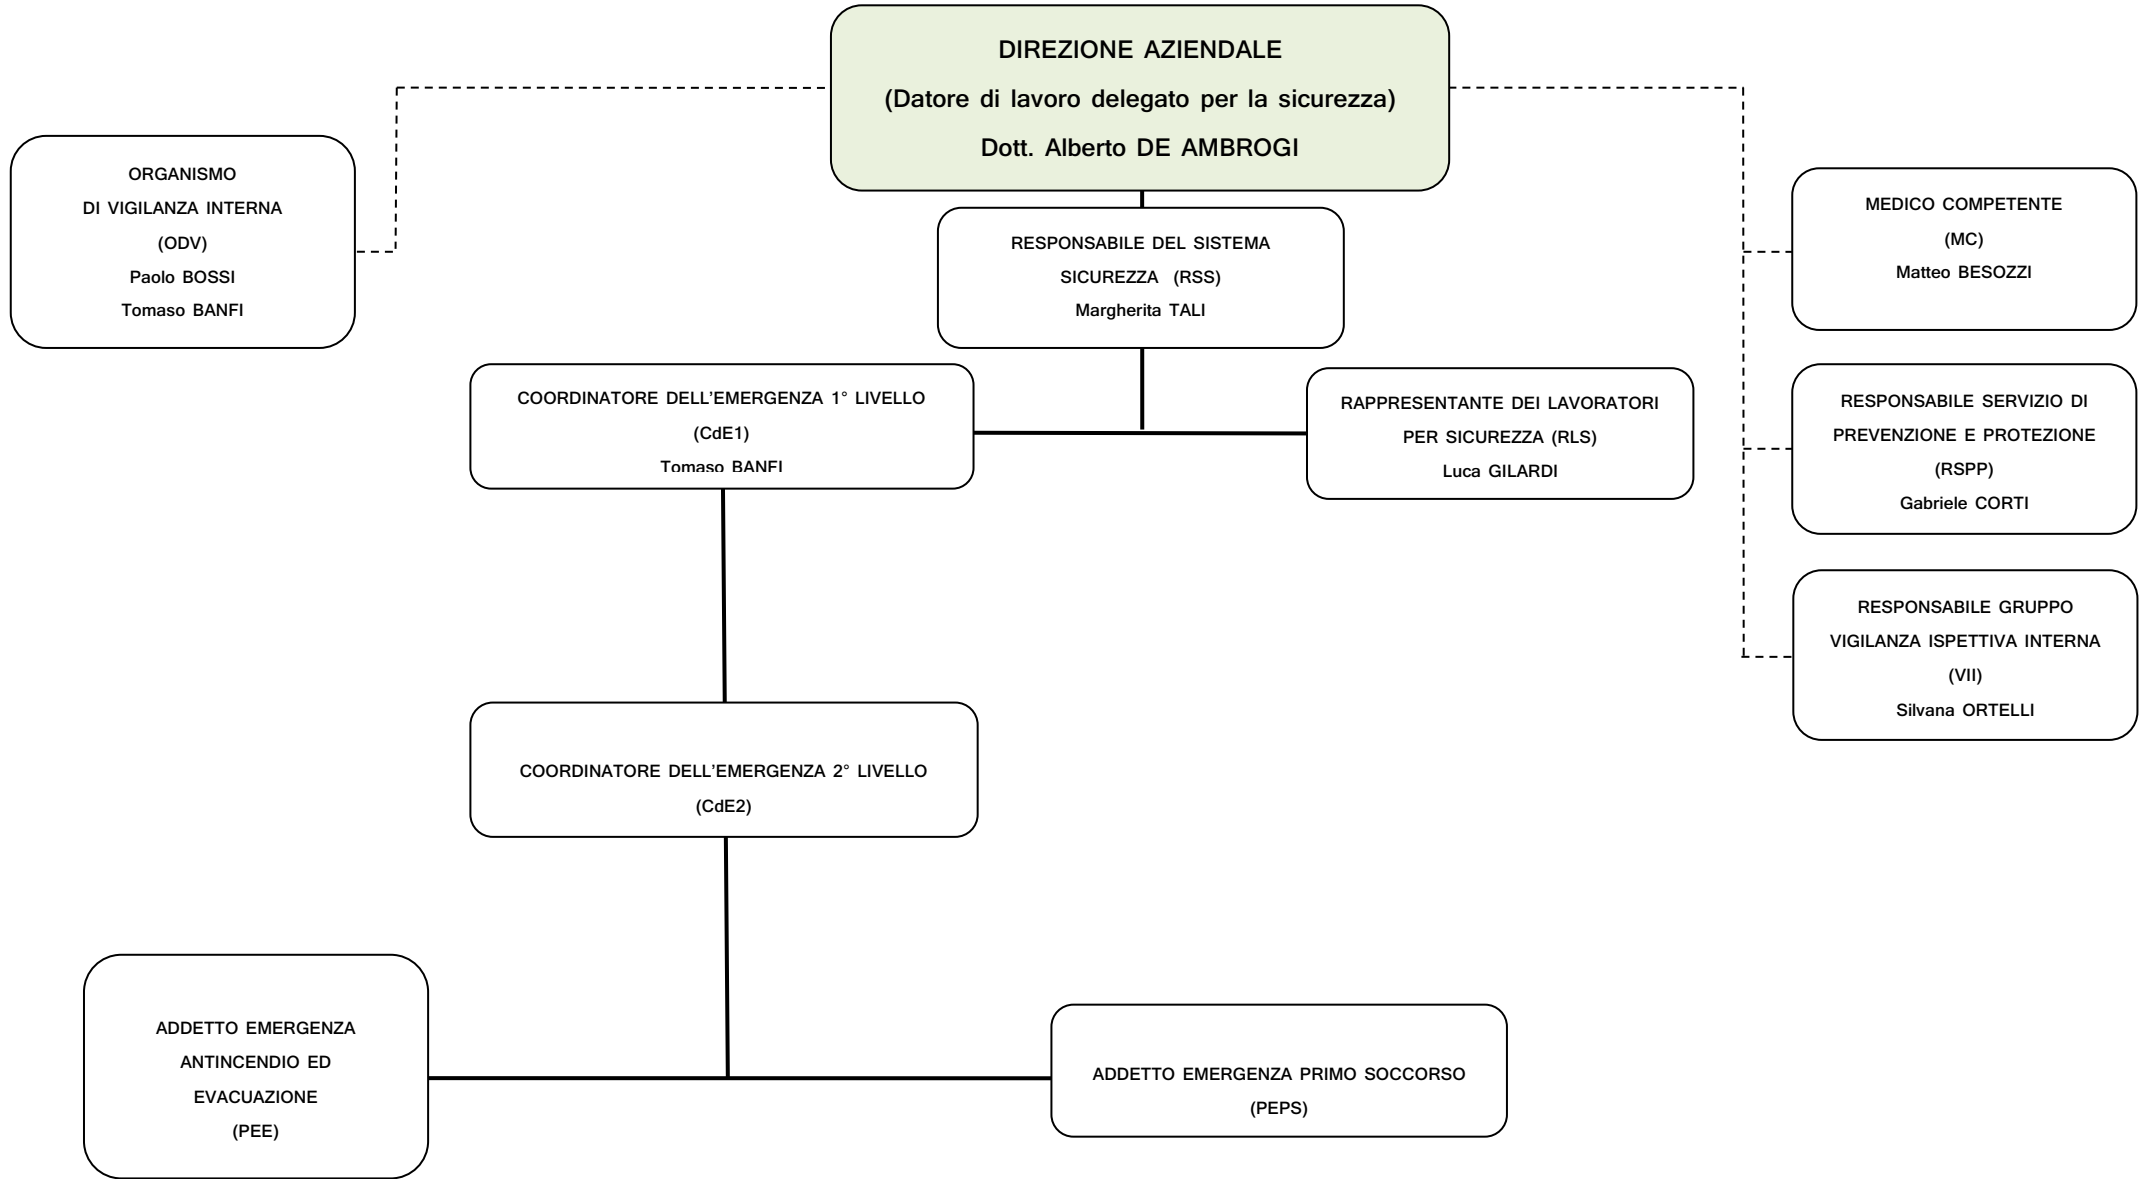 DIREZIONE AZIENDALE
(Datore di lavoro delegato per la sicurezza)
Dott. Alberto DE AMBROGI
ORGANISMO
DI VIGILANZA INTERNA
(ODV)
Paolo BOSSI
Tomaso BANFI
RESPONSABILE DEL SISTEMA
SICUREZZA (RSS)
Margherita TALI
MEDICO COMPETENTE
(MC)
Matteo BESOZZI
COORDINATORE DELL'EMERGENZA 1° LIVELLO
(CdE1)
Tomaso BANFI
RAPPRESENTANTE DEI LAVORATORI
PER SICUREZZA (RLS)
Luca GILARDI
RESPONSABILE SERVIZIO DI
PREVENZIONE E PROTEZIONE
(RSPP)
Gabriele CORTI
RESPONSABILE GRUPPO
VIGILANZA ISPETTIVA INTERNA
(VII)
Silvana ORTELLI
COORDINATORE DELL'EMERGENZA 2° LIVELLO
(CdE2)
ADDETTO EMERGENZA
ANTINCENDIO ED
EVACUAZIONE
(PEE)
ADDETTO EMERGENZA PRIMO SOCCORSO
(PEPS)